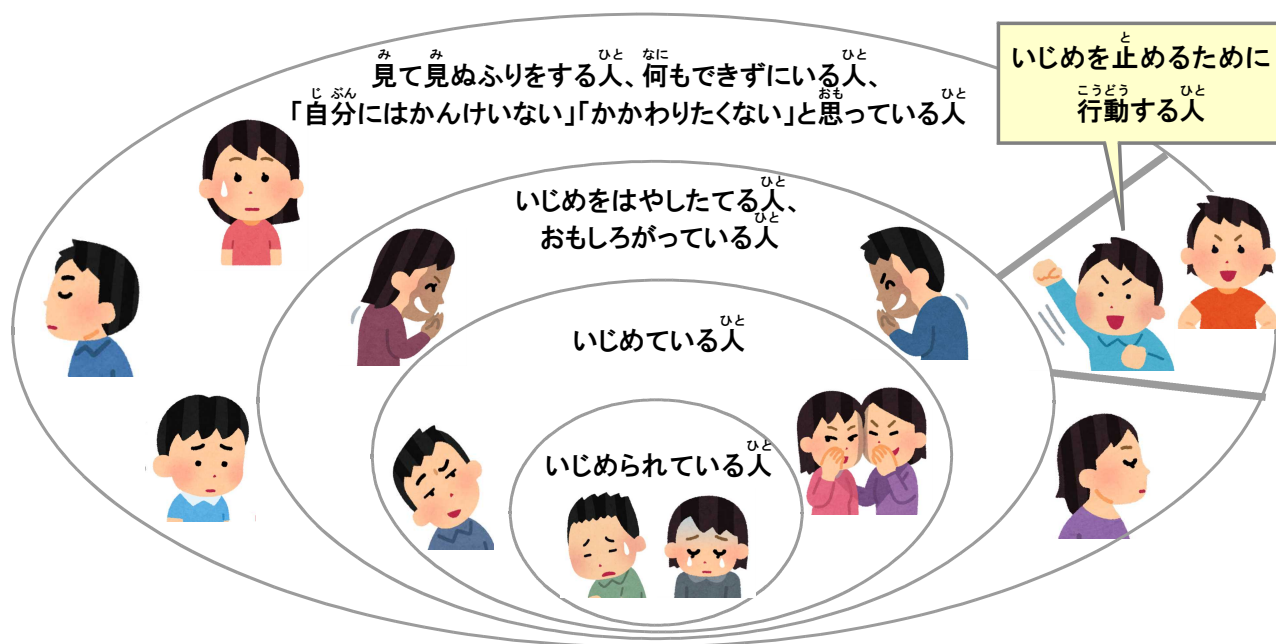 見て見ぬふりをする人、何もできずにいる人、
「自分にはかんけいない」「かかわりたくない」と思っている人
いじめを止めるために
行動する人
いじめをはやしたてる人、
おもしろがっている人
いじめている人
いじめられている人